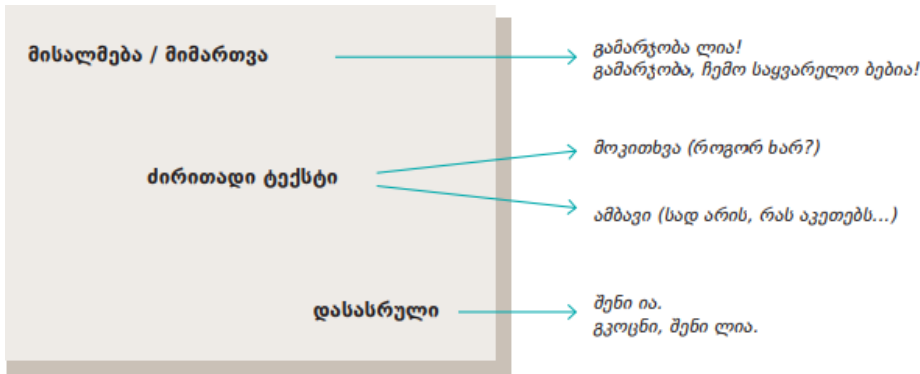 მისალმება / მიმართვა
გამარჯობა ლია!
გამარჯობა, ჩემო საყვარელო ბებია!
ძირითადი ტექსტი
მოკითხვა (როგორ ხარ?)
ამბავი (სად არის, რას აკეთებს...)
დასასრული
შენი ია.
გკოცნი, შენი ლია.